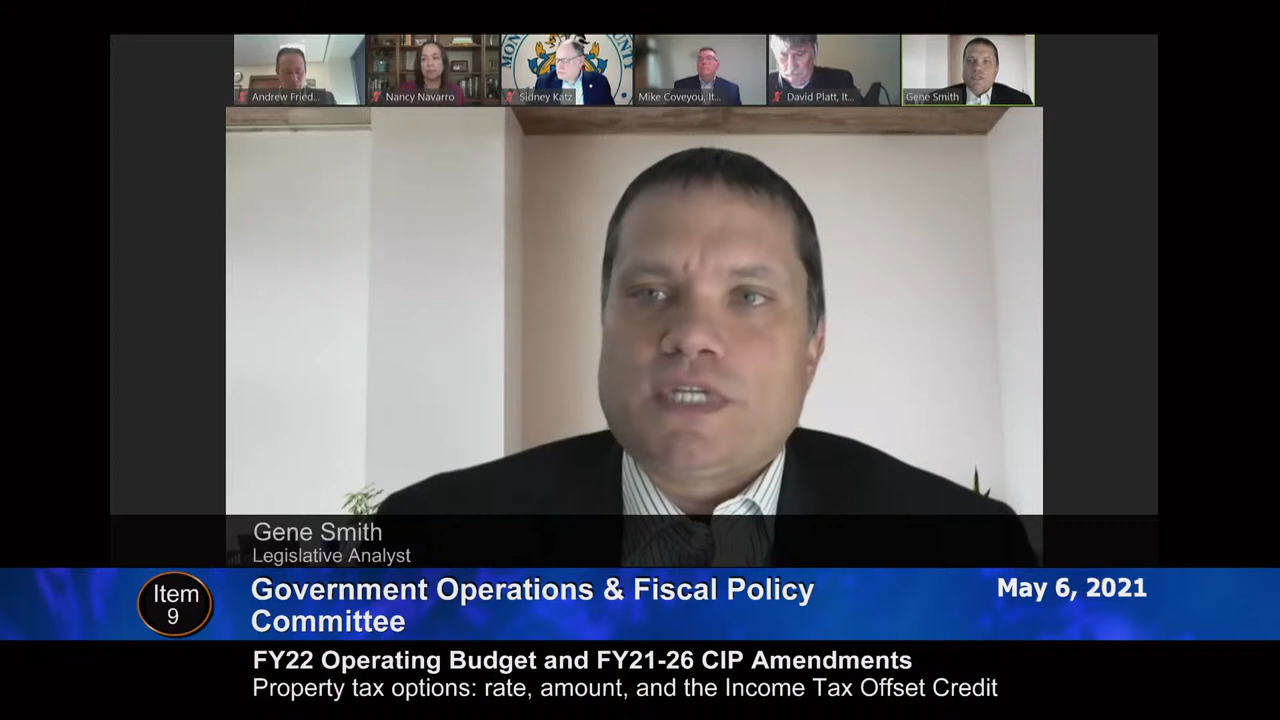 Andrew Fried...
Nancy Navarro
Sidney Katz
Mike Coveyou, It...
David Platt, It...
Gene Smith
Gene Smith
Legislative Analyst
Item
9
Government Operations & Fiscal Policy
Committee
May 6, 2021
FY22 Operating Budget and FY21-26 CIP Amendments
Property tax options: rate, amount, and the Income Tax Offset Credit